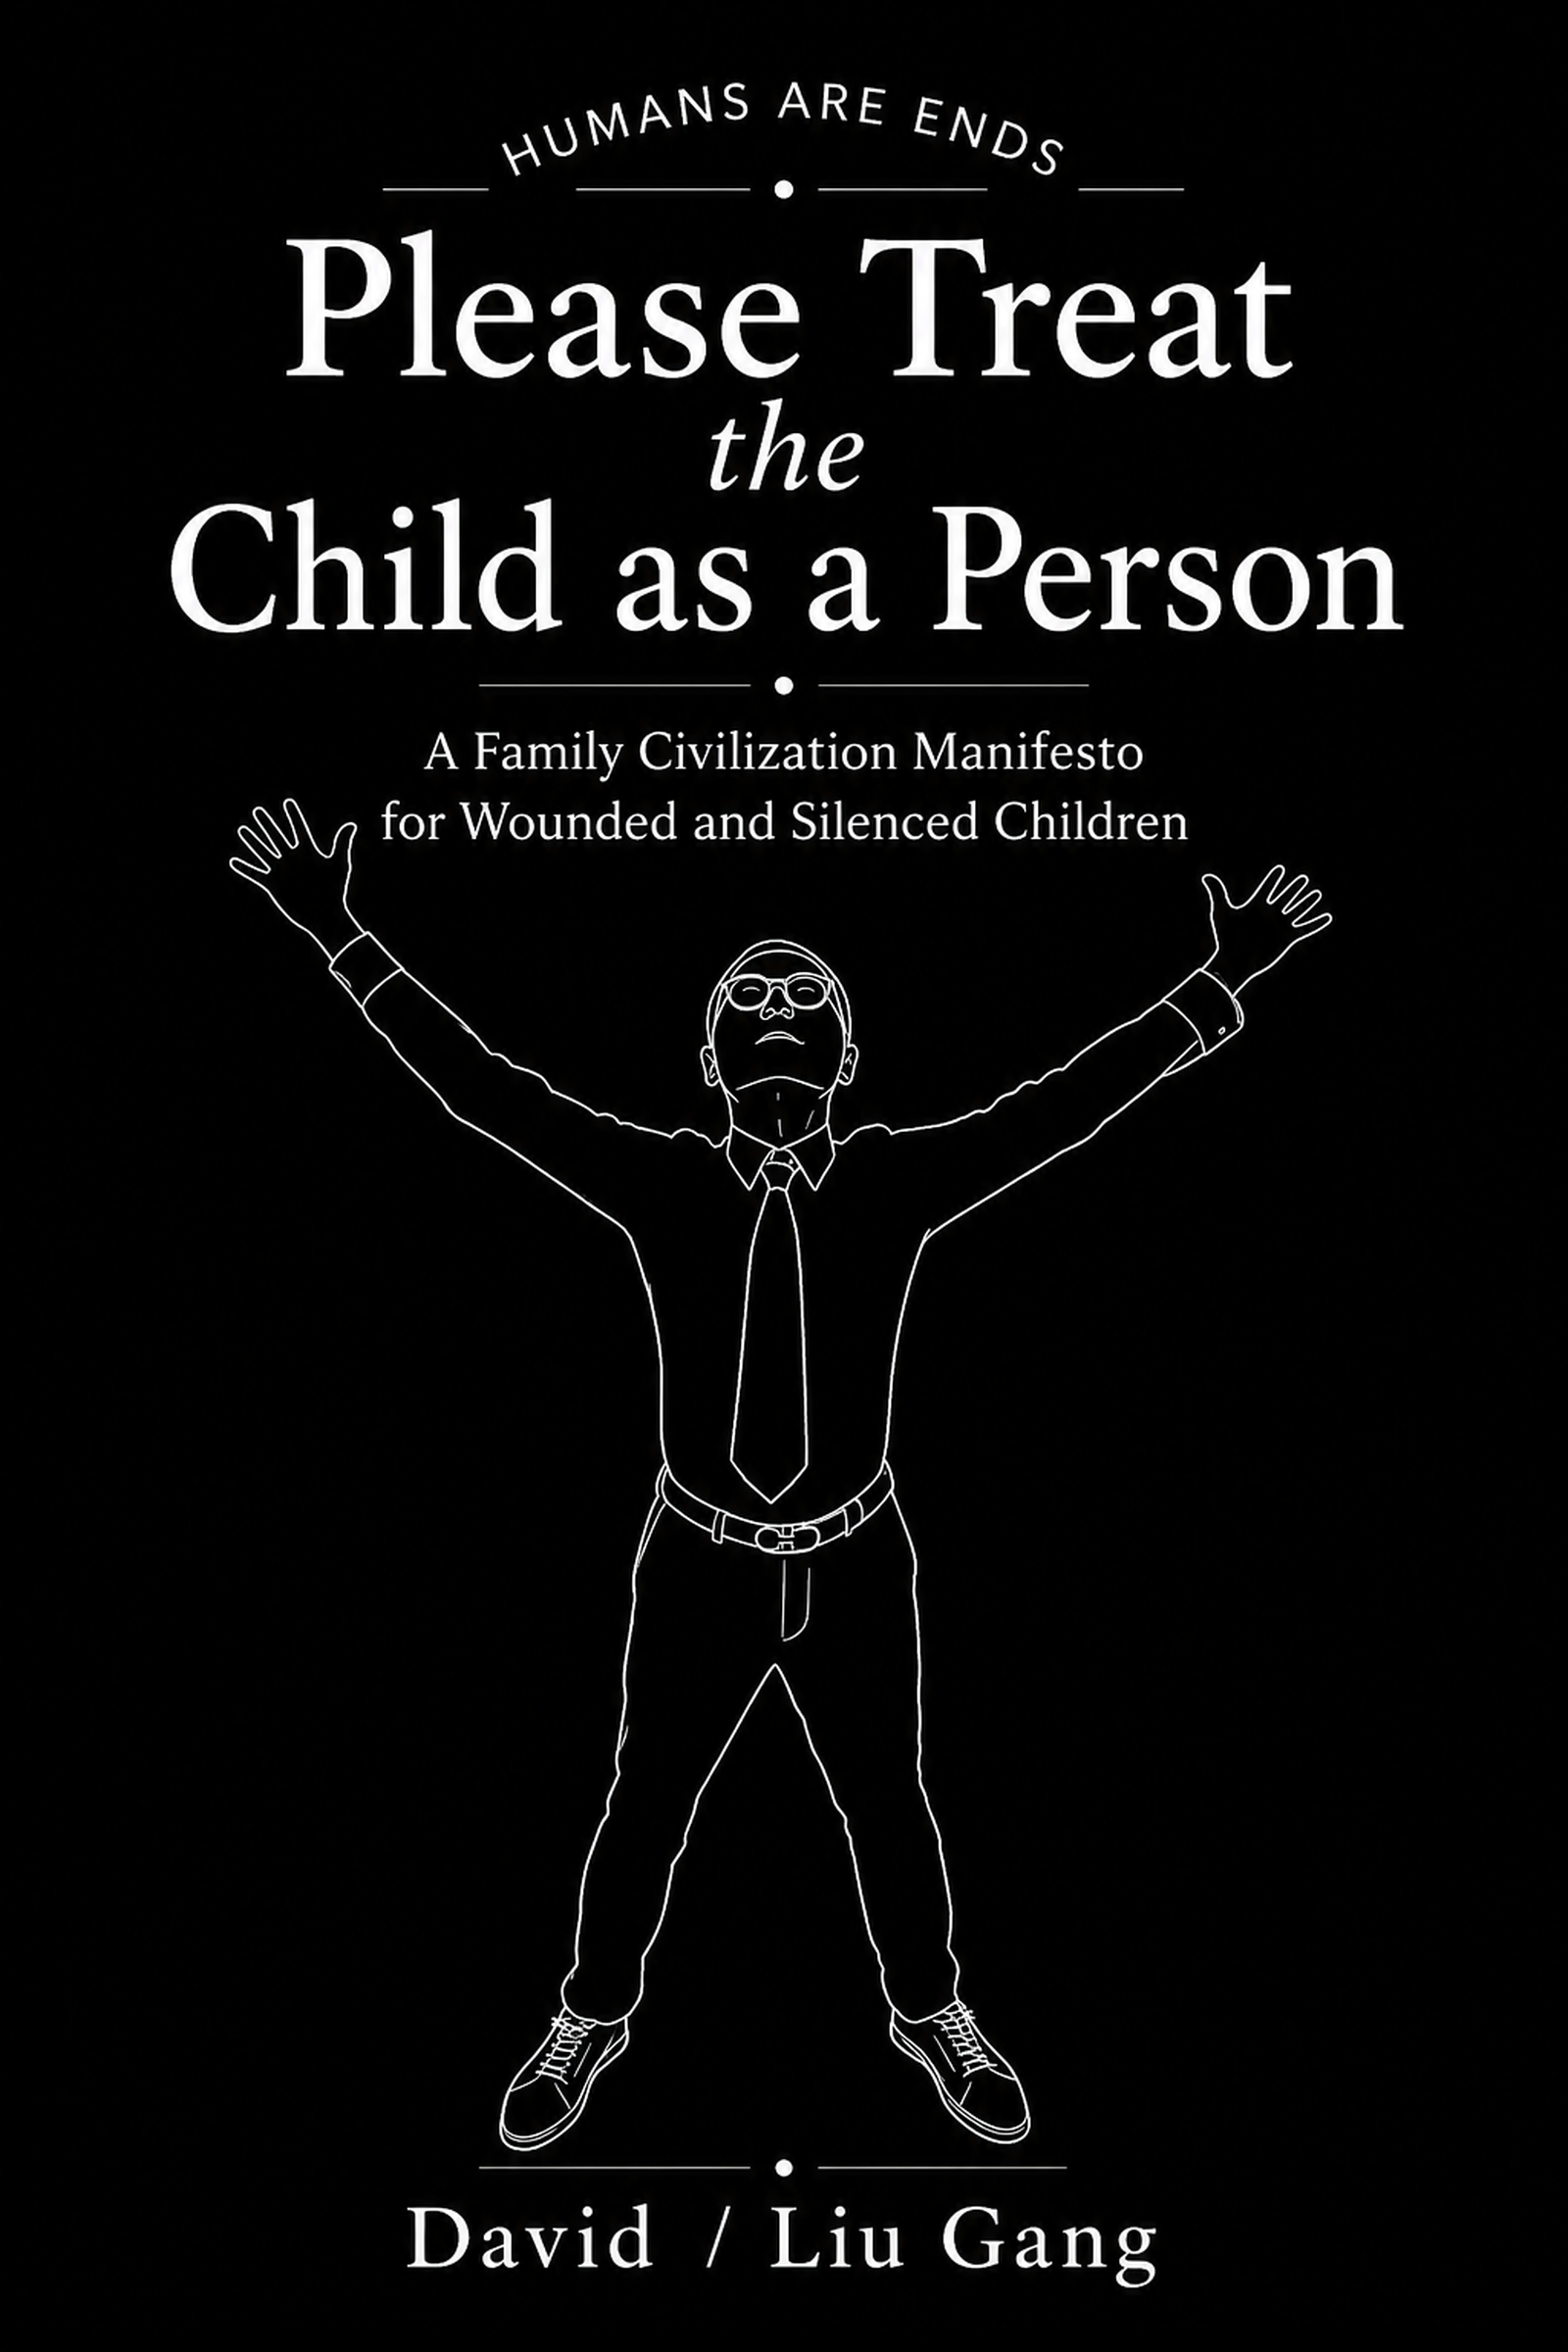 HUMANS ARE ENDS
Please Treat
the
Child as a Person
A Family Civilization Manifesto
for Wounded and Silenced Children
David / Liu Gang